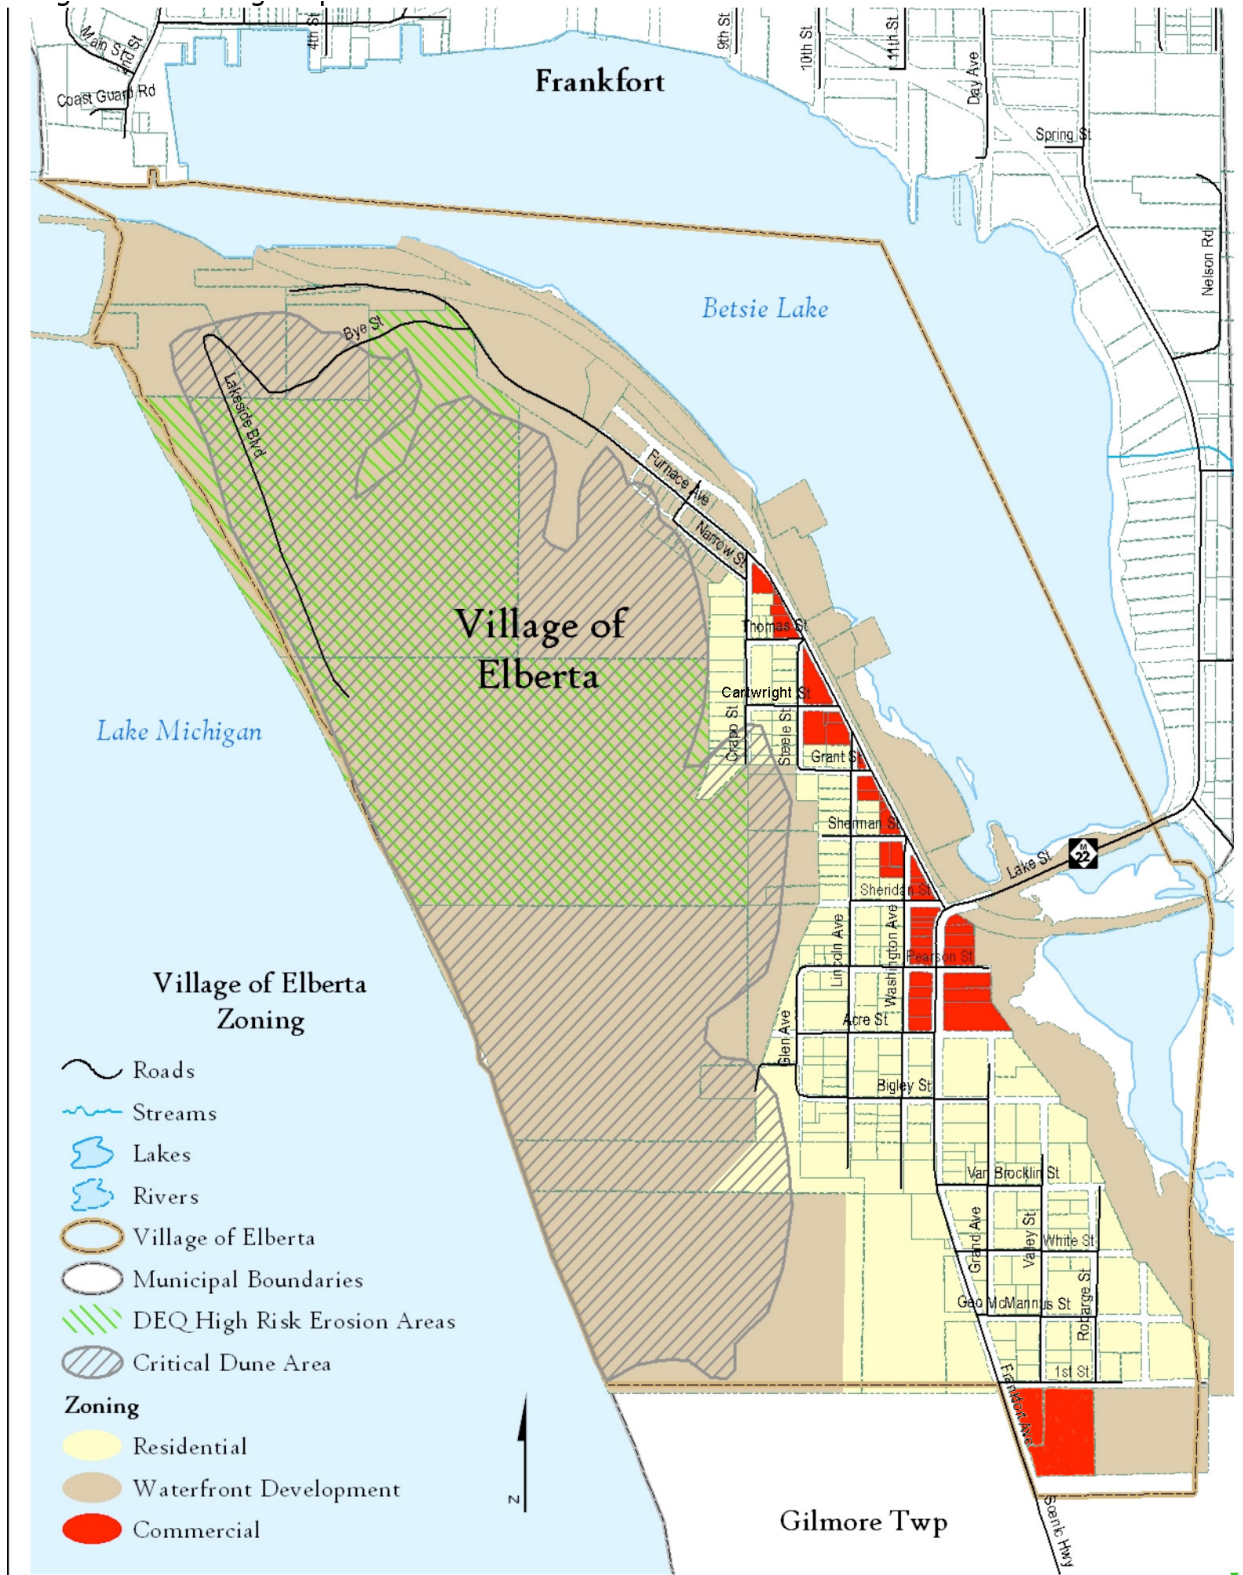 Main St
2nd St
4th St
9th St
10th St
11th St
Frankfort
Day Ave
Coast Guard Rd
Spring St
Nelson Rd
Betsie Lake
Bye St
Lakeside Blvd
Furnace Ave
Narrow St
Village of
Elberta
Thomas St
Cartwright St
Crapo St
Steele St
Grant St
Lake Michigan
Sherman St
Lake St
M
22
Sheridan St
Lincoln Ave
Washington Ave
Pearson St
Village of Elberta
Zoning
Acre St
Glen Ave
Roads
Bigley St
Streams
Lakes
Van Brocklin St
Rivers
Grand Ave
Valley St
White St
Village of Elberta
Municipal Boundaries
Geo McMannus St
Robarge St
DEQ High Risk Erosion Areas
Critical Dune Area
1st St
Frankfort Ave
Zoning
Residential
Waterfront Development
Commercial
N
Gilmore Twp
Scenic Hwy